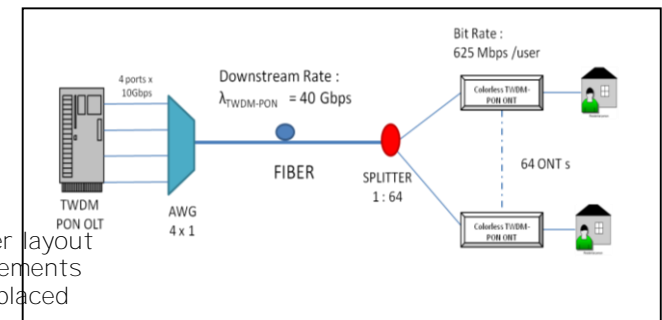 Bit Rate :
625 Mbps /user
4 ports x
10Gbps
Downstream Rate :
λTWDM-PON = 40 Gbps
Colorless TWDM-
PON ONT
FIBER
SPLITTER
1 : 64
64 ONT s
TWDM
PON OLT
AWG
4 x 1
Colorless TWDM-
PON ONT
er layout
ements
placed